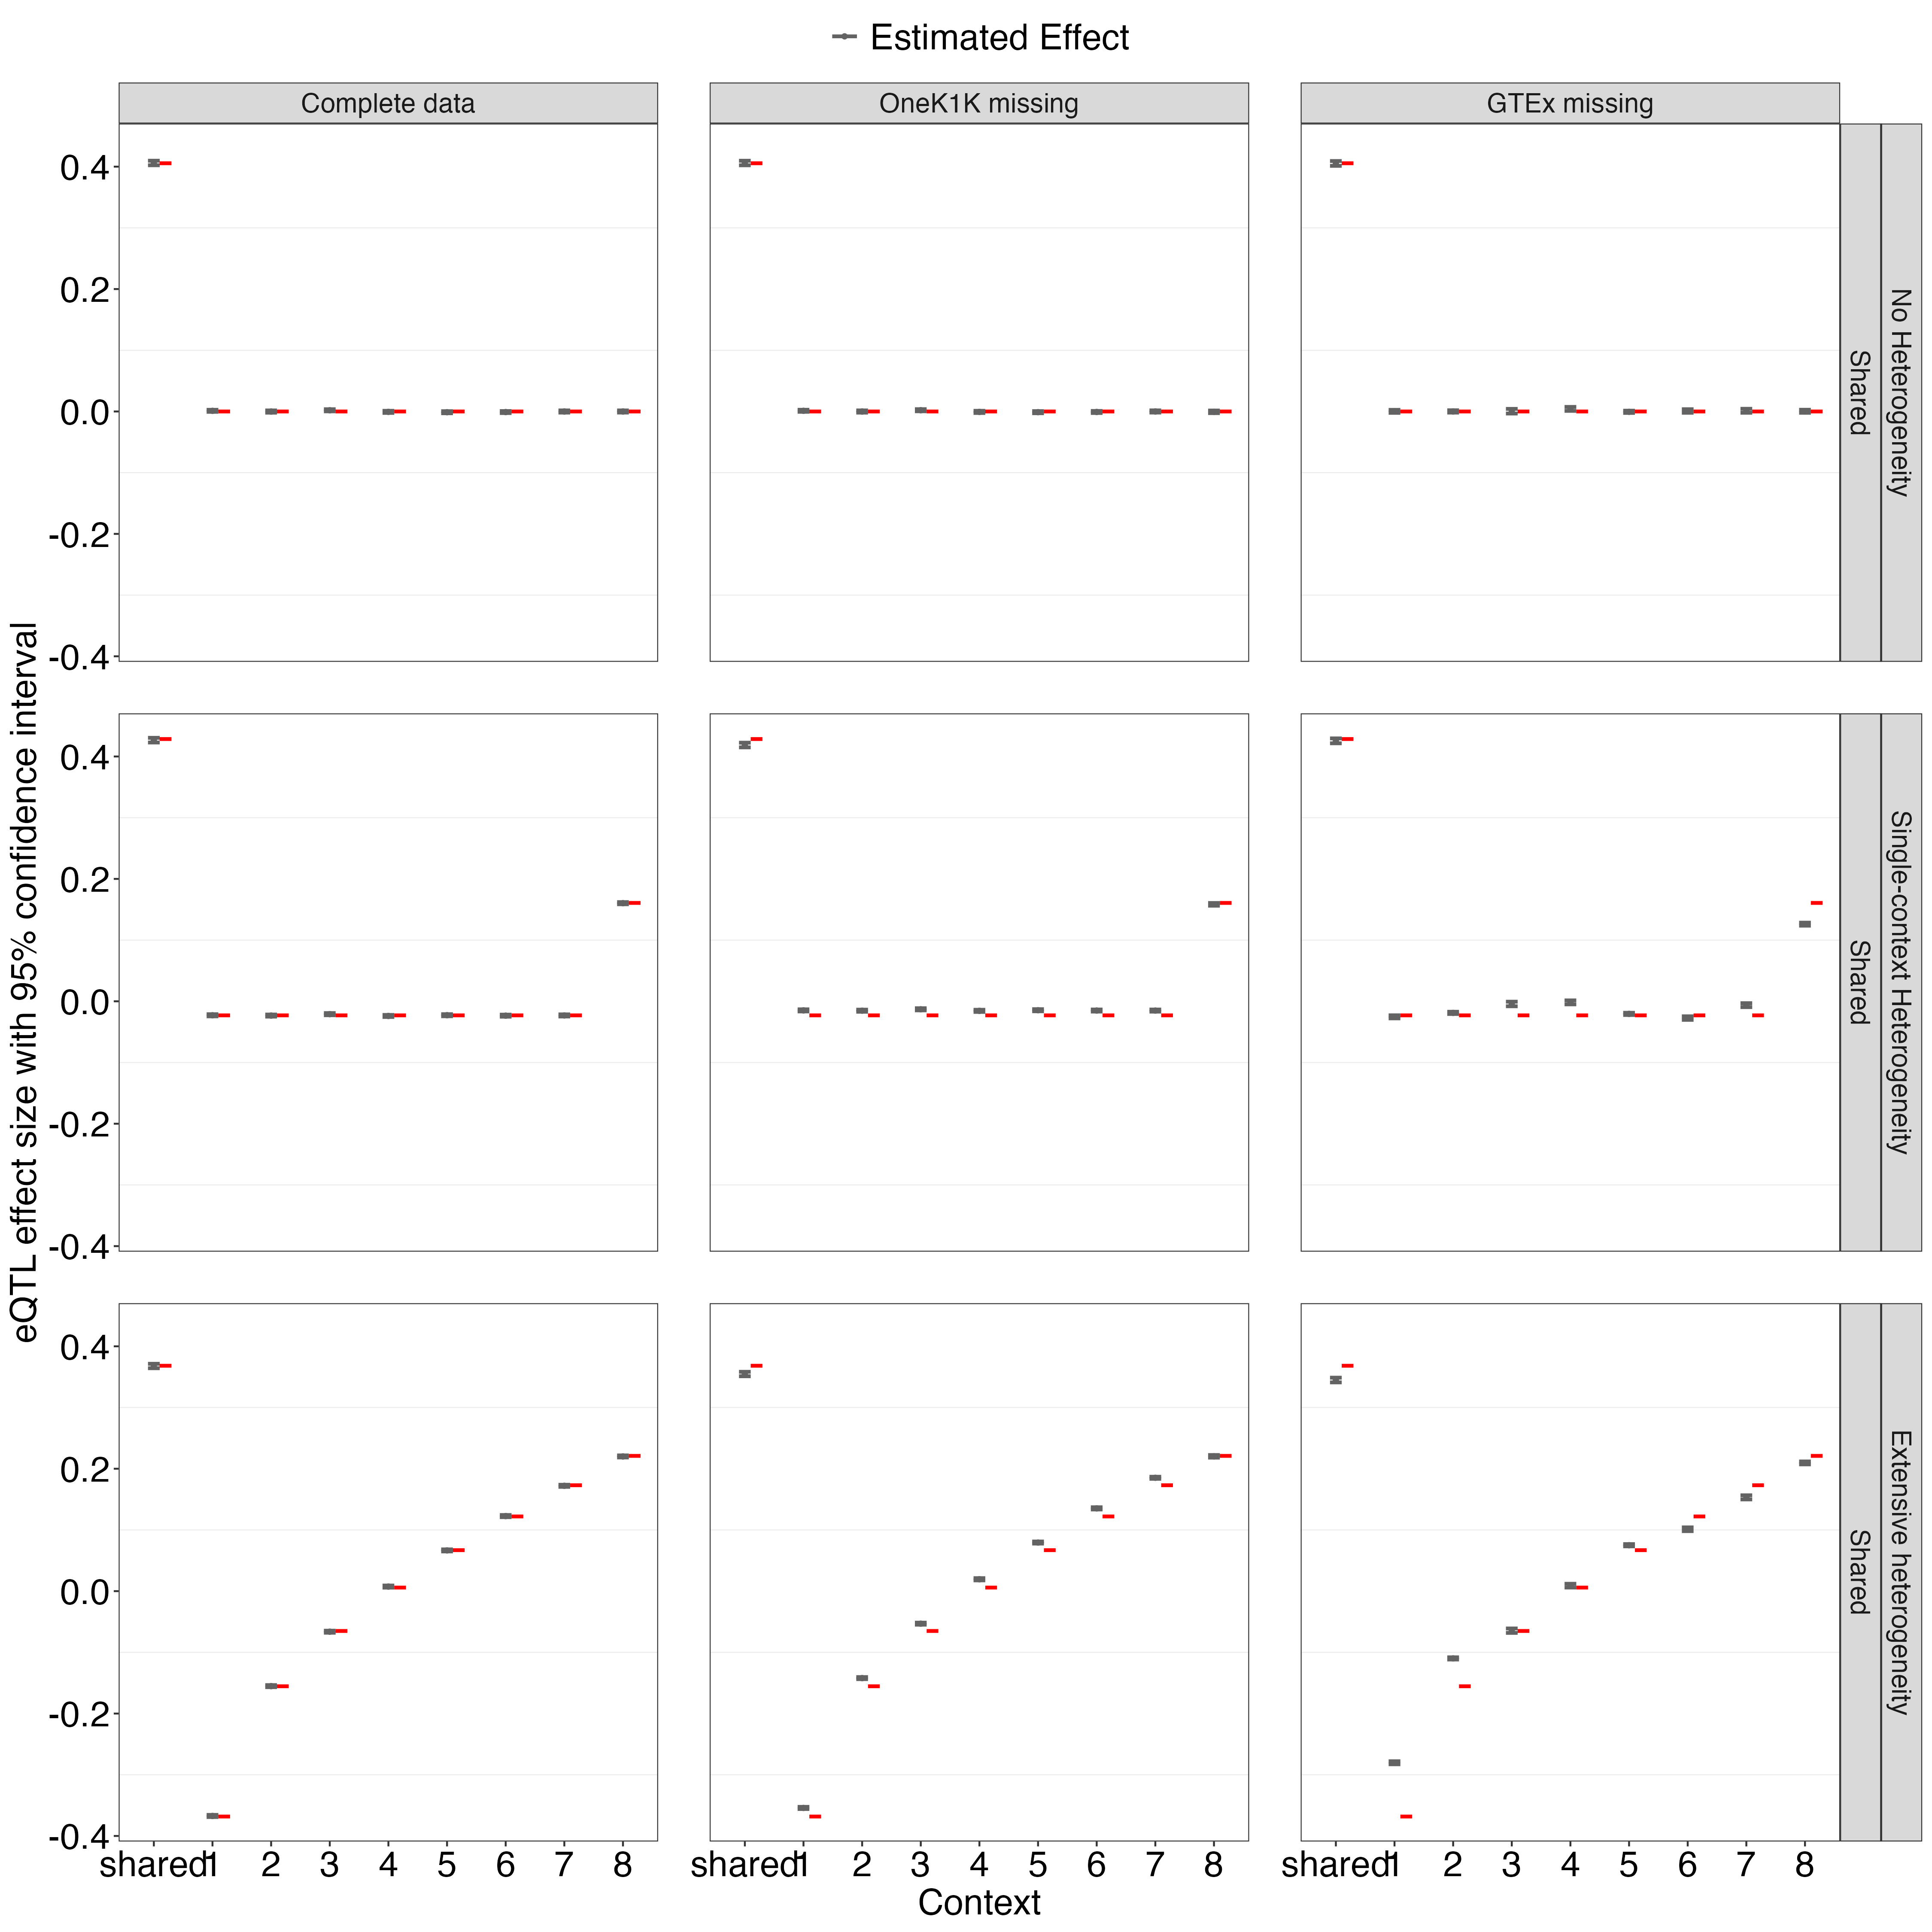 Estimated Effect
Complete data
OneK1K missing
GTEx missing
eQTL effect size with 95% confidence interval
0.4
0.2
0.0
-0.2
-0.4
Shared
No Heterogeneity
0.4
0.2
0.0
-0.2
-0.4
Shared
Single-context Heterogeneity
0.4
0.2
0.0
-0.2
-0.4
Shared
Extensive heterogeneity
shared 1 2 3 4 5 6 7 8
shared 1 2 3 4 5 6 7 8
shared 1 2 3 4 5 6 7 8
Context